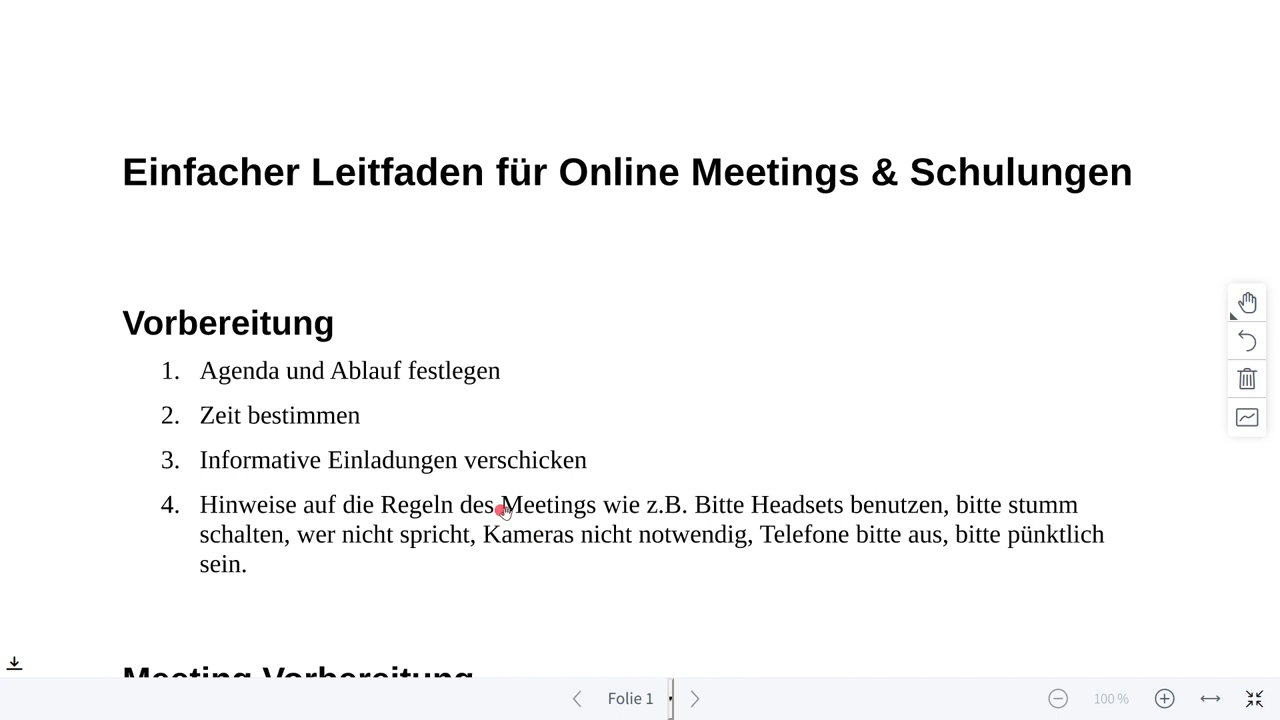 Einfacher Leitfaden für Online Meetings & Schulungen
Vorbereitung
1. Agenda und Ablauf festlegen
2. Zeit bestimmen
3. Informative Einladungen verschicken
4. Hinweise auf die Regeln des Meetings wie z.B. Bitte Headsets benutzen, bitte stumm
schalten, wer nicht spricht, Kameras nicht notwendig, Telefone bitte aus, bitte pünktlich
sein.
Meeting Vorbereitung
Folie 1
100 %